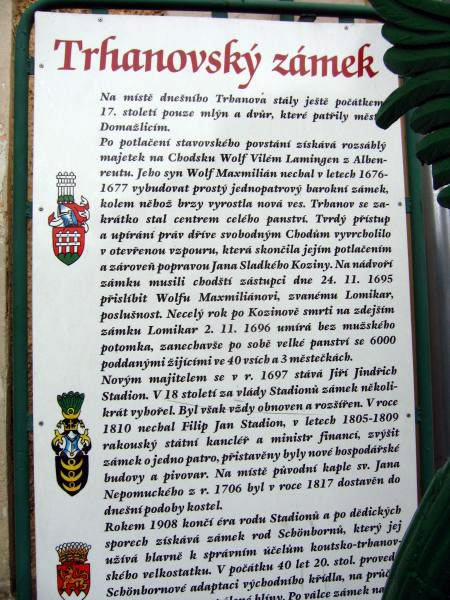 Trhanovský zámek
Na místě dnešního Trhanova stály ještě počátkem
17. století pouze mlýn a dvůr, které patřily
Domažlicím.
Po potlačení stavovského povstání získává rozsáhlý
majetek na Chodsku Wolf Vilém Lamingen z Alben-
reutu. Jeho syn Wolf Maxmilián nechal v letech 1676-
1677 vybudovat prostý jednopatrový barokní zámek,
kolem něhož brzy vyrostla nová ves. Trhanov se za-
krátko stal centrem celého panství. Tvrdý přístup
a upírání práv dříve svobodným Chodům vyvrcholilo
v otevřenou vzpouru, která skončila jejím potlačením
a zároveň popravou Jana Sladkého Koziny. Na nádvoří
zámku musili chodští zástupci dne 24. 11. 1695
přislíbit Wolfu Maxmiliánovi, zvanému Lomikar,
poslušnost. Necelý rok po Kozinově smrti na zdejším
zámku Lomikar 2. 11. 1696 umírá bez mužského
potomka, zanechavše po sobě velké panství se 6000
poddanými žijícími ve 40 vsích a 3 městečkách.
Novým majitelem se v r. 1697 stává Jiří Jindřich
Stadion. V 18 století za vlády Stadionů zámek několi-
krát vyhořel. Byl však vždy obnoven a rozšířen. V roce
1810 nechal Filip Jan Stadion, v letech 1805-1809
rakouský státní kancléř a ministr financí, zvýšit
zámek o jedno patro, přistavěny byly nové hospodářské
budovy a pivovar. Na místě původní kaple sv. Jana
Nepomuckého z r. 1706 byl v roce 1817 dostavěn do
dnešní podoby kostel.
Rokem 1908 končí éra rodu Stadionů a po dědických
sporech získává zámek rod Schönbornů, který jej
užívá hlavně k správním účelům koutsko-trhanov-
ského velkostatku. V počátku 40 let 20. stol. proved
Schönbornové adaptaci východního křídla, na průč
hlíny. Po válce zámek na